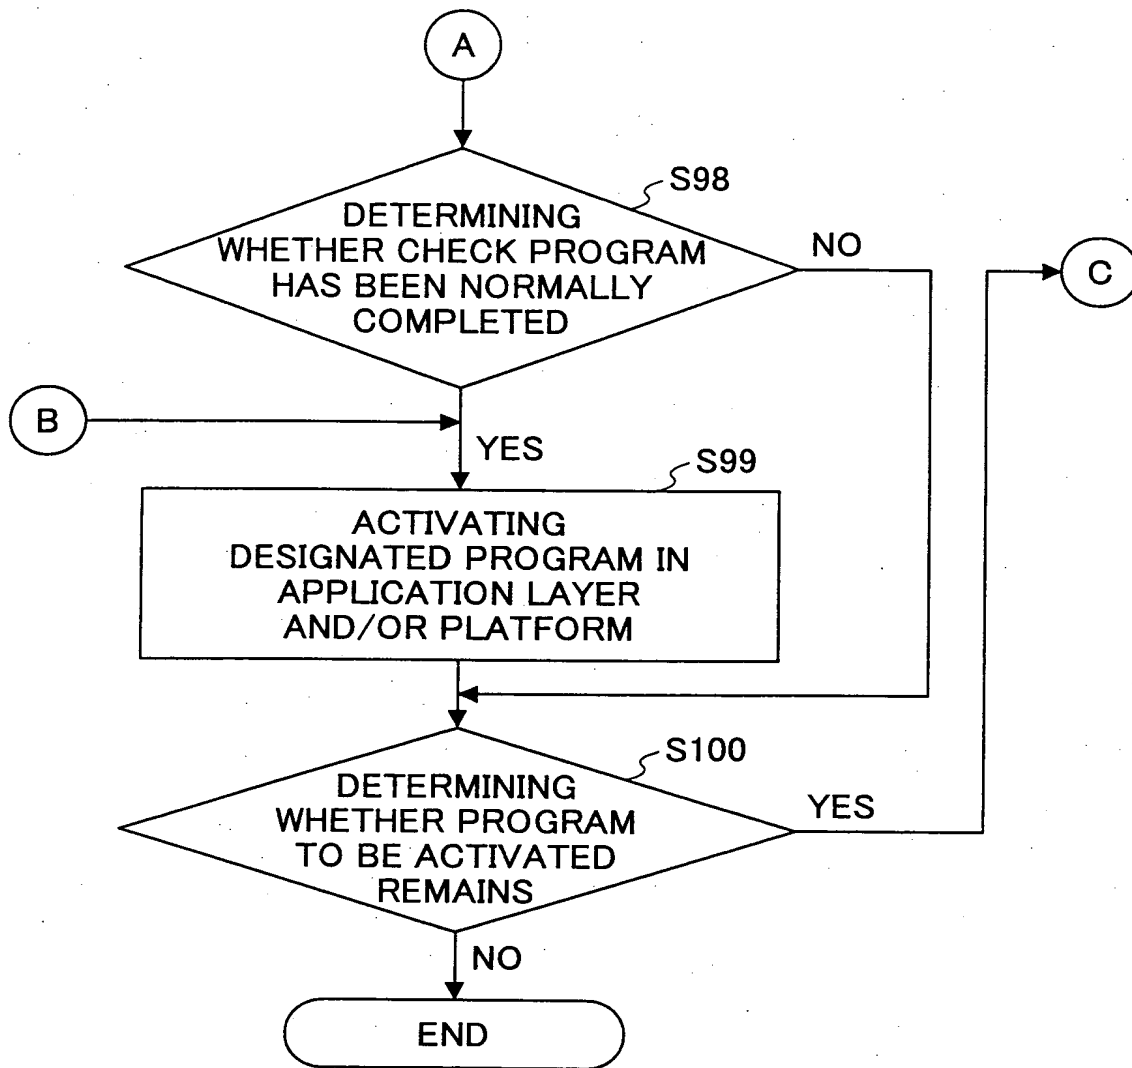 A
S98
DETERMINING
WHETHER CHECK PROGRAM
HAS BEEN NORMALLY
COMPLETED
NO
C
B
YES
S99
ACTIVATING
DESIGNATED PROGRAM IN
APPLICATION LAYER
AND/OR PLATFORM
S100
DETERMINING
WHETHER PROGRAM
TO BE ACTIVATED
REMAINS
YES
NO
END